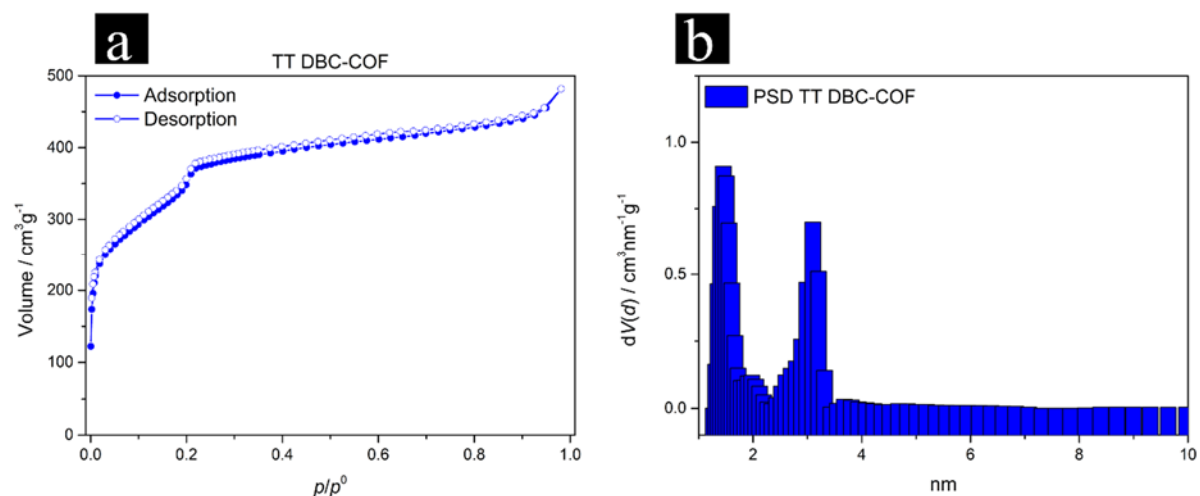 a
TT DBC-COF
500
400
300
200
100
0
Volume / cm³g⁻¹
Adsorption
Desorption
0.0 0.2 0.4 0.6 0.8 1.0
p/p⁰
b
PSD TT DBC-COF
1.0
0.5
0.0
dV(d) / cm³nm⁻¹g⁻¹
2 4 6 8 10
nm